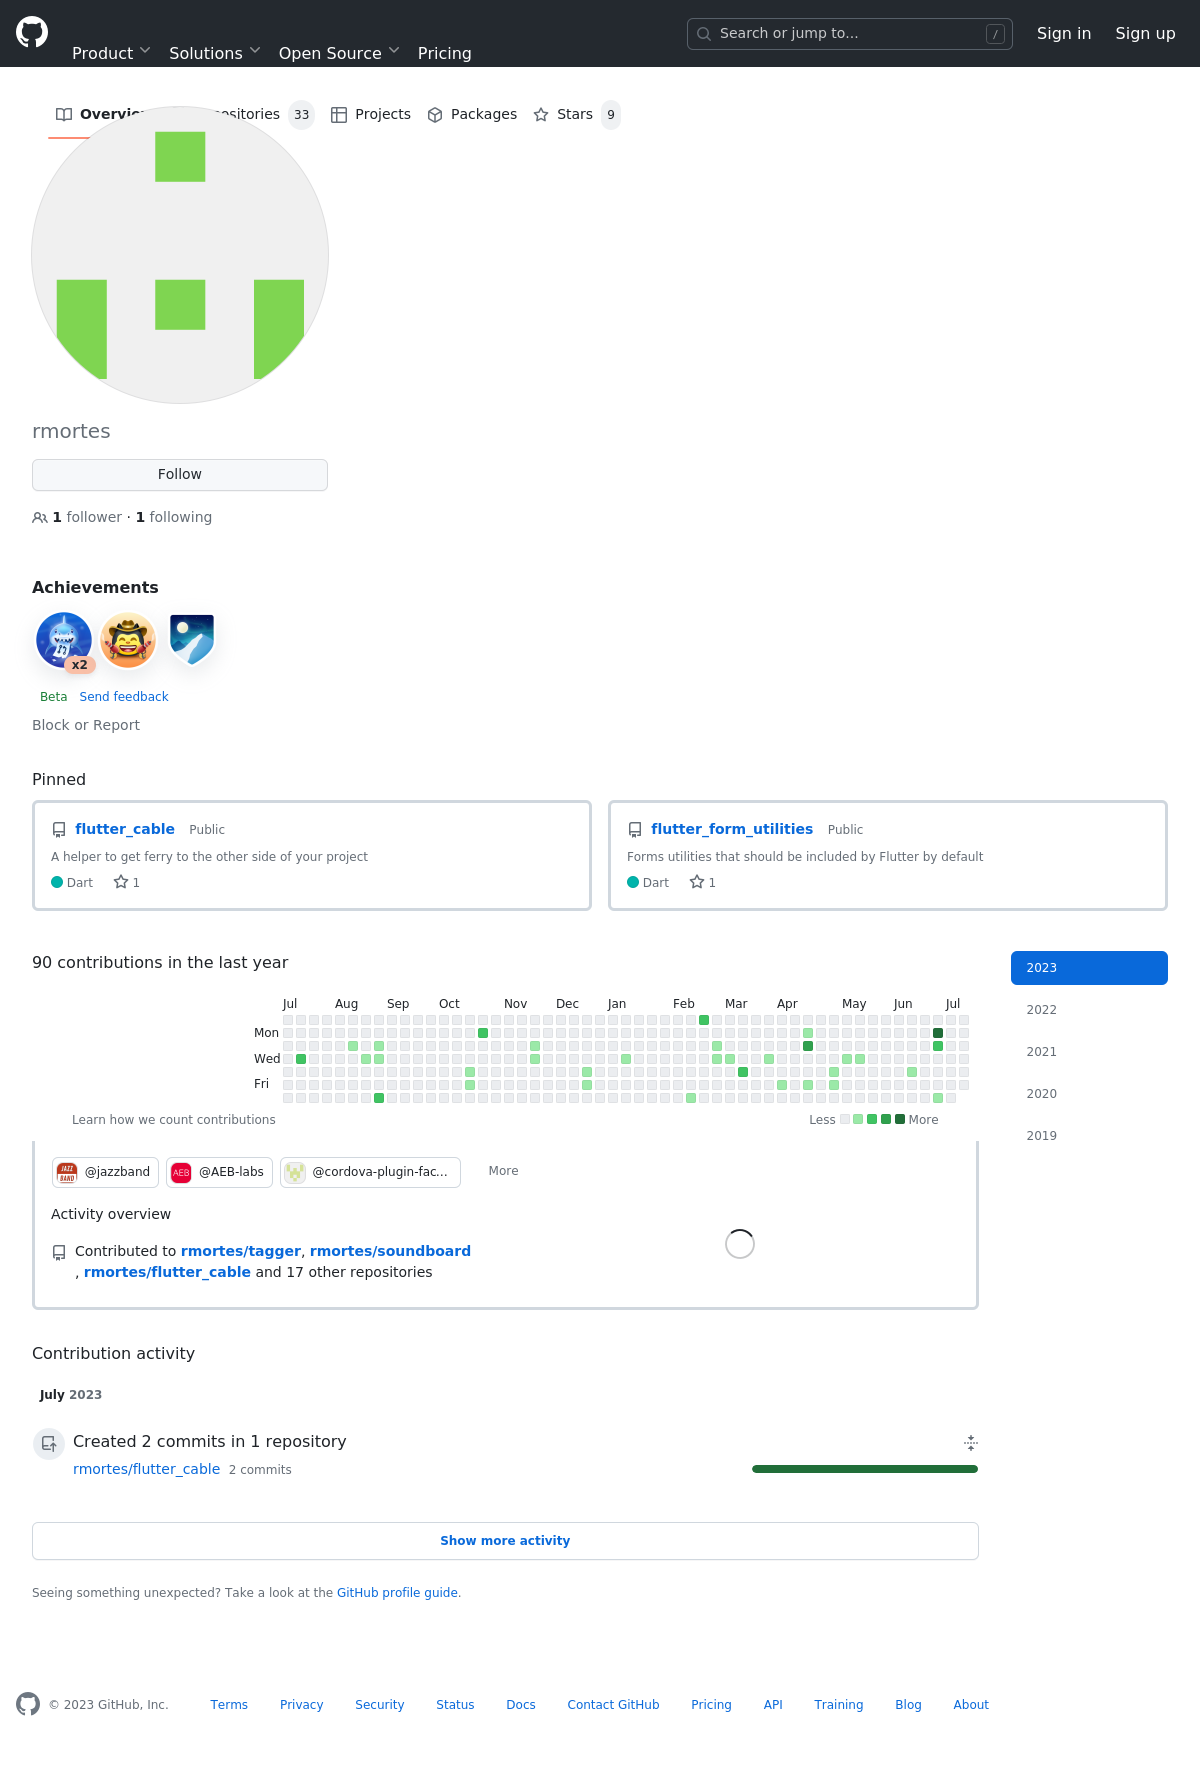 Product Solutions Open Source Pricing
Search or jump to... /
Sign in Sign up
Overview 33 Projects Packages Stars 9
rmortes
Follow
1 follower · 1 following
Achievements
x2
Beta Send feedback
Block or Report
Pinned
flutter_cable Public
A helper to get ferry to the other side of your project
Dart 1
flutter_form_utilities Public
Forms utilities that should be included by Flutter by default
Dart 1
90 contributions in the last year
2023
2022
2021
2020
2019
Jul Aug Sep Oct Nov Dec Jan Feb Mar Apr May Jun Jul
Mon
Wed
Fri
Learn how we count contributions
Less More
JAZZ BAND @jazzband AEB @AEB-labs @cordova-plugin-fac... More
Activity overview
Contributed to rmortes/tagger, rmortes/soundboard
, rmortes/flutter_cable and 17 other repositories
Contribution activity
July 2023
Created 2 commits in 1 repository
rmortes/flutter_cable 2 commits
Show more activity
Seeing something unexpected? Take a look at the GitHub profile guide.
© 2023 GitHub, Inc. Terms Privacy Security Status Docs Contact GitHub Pricing API Training Blog About